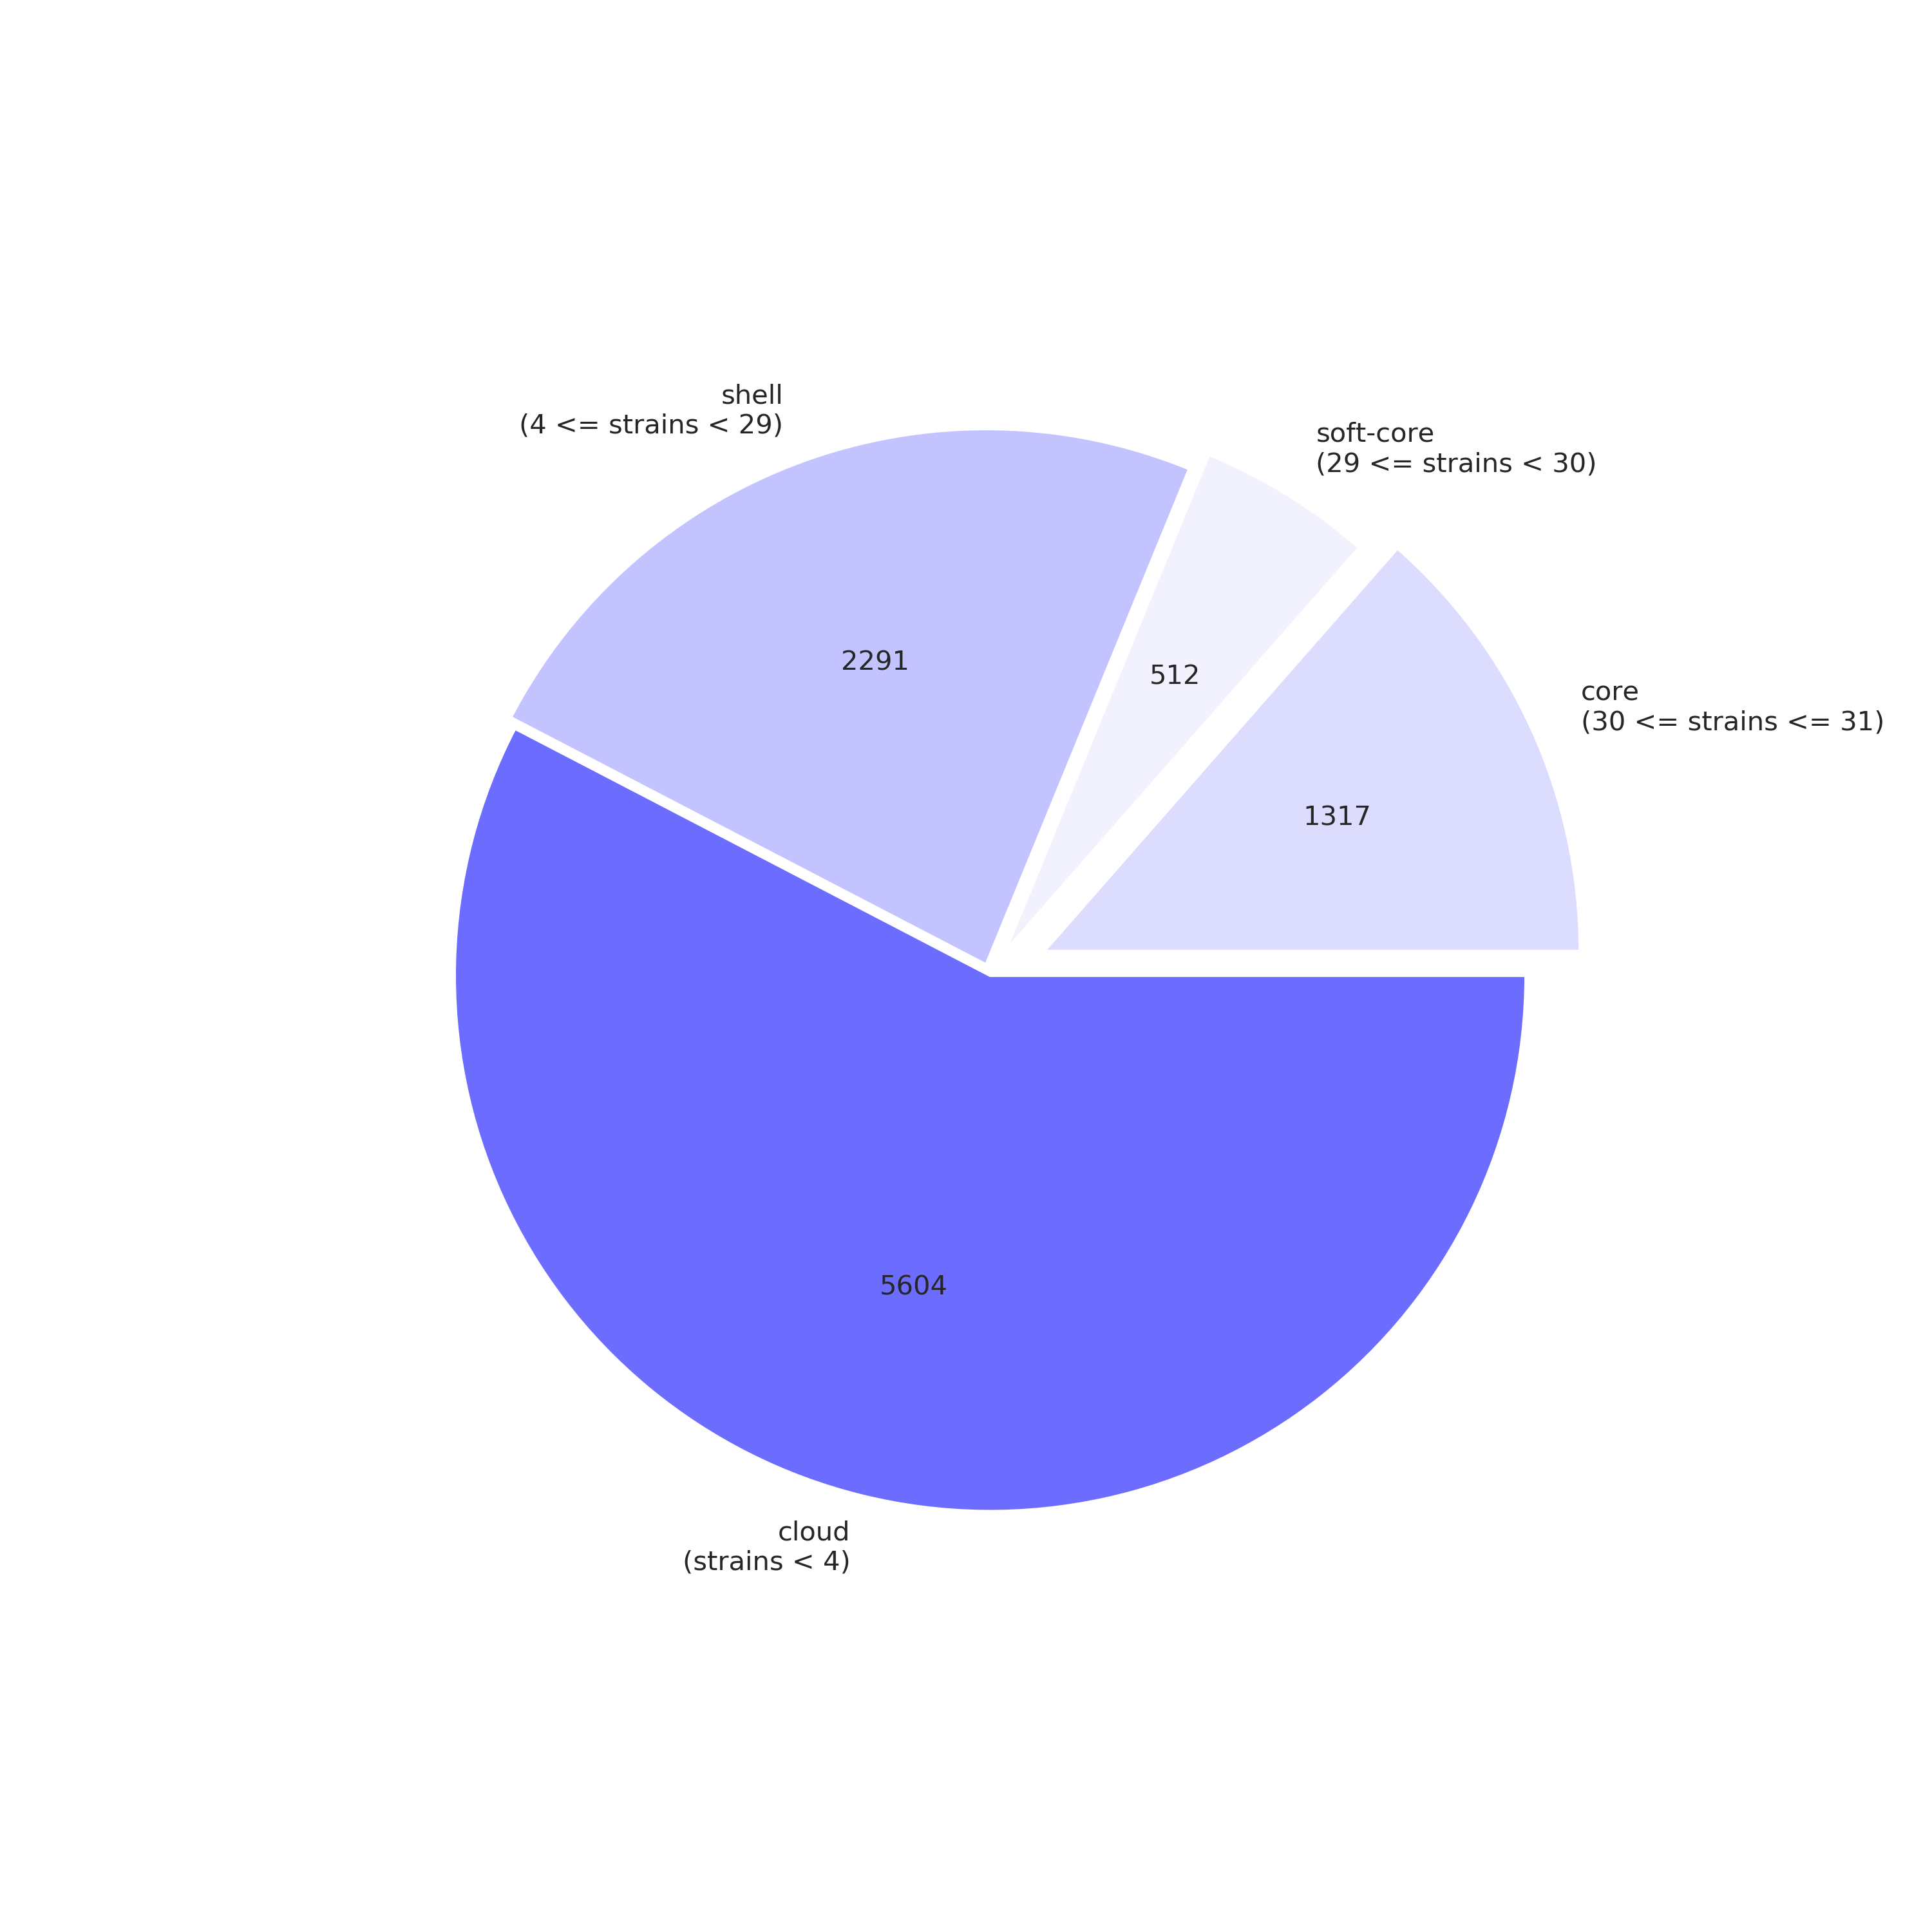 shell
(4 <= strains < 29)
soft-core
(29 <= strains < 30)
2291
512
core
(30 <= strains <= 31)
1317
5604
cloud
(strains < 4)